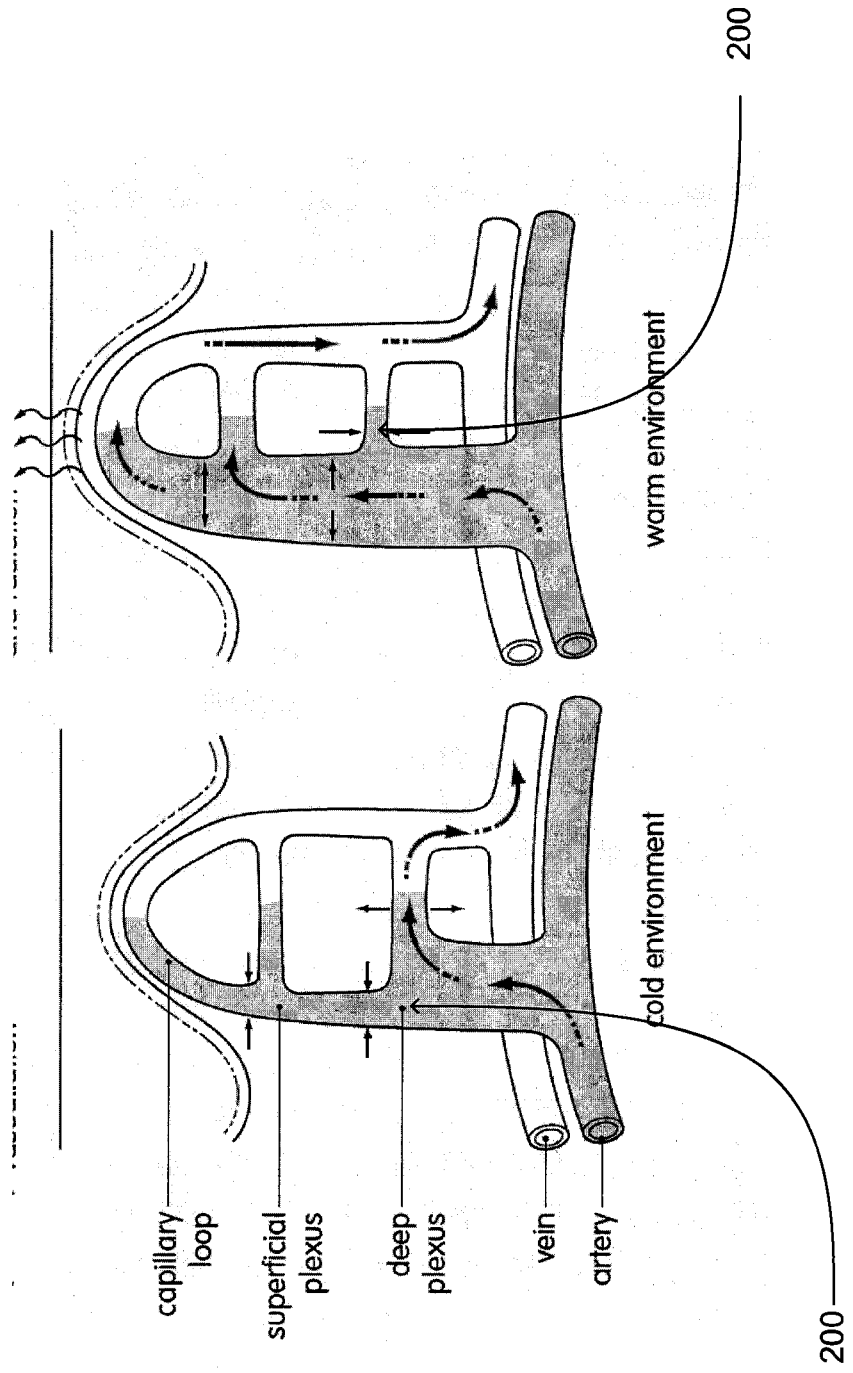 capillary
loop
superficial
plexus
deep
plexus
vein
artery
cold environment
warm environment
200
200